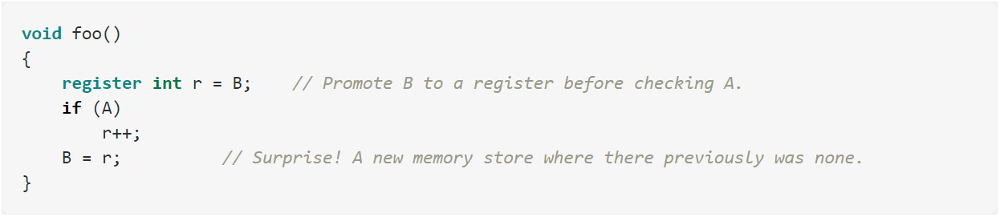 void foo()
{
    register int r = B;    // Promote B to a register before checking A.
    if (A)
        r++;
    B = r;          // Surprise! A new memory store where there previously was none.
}